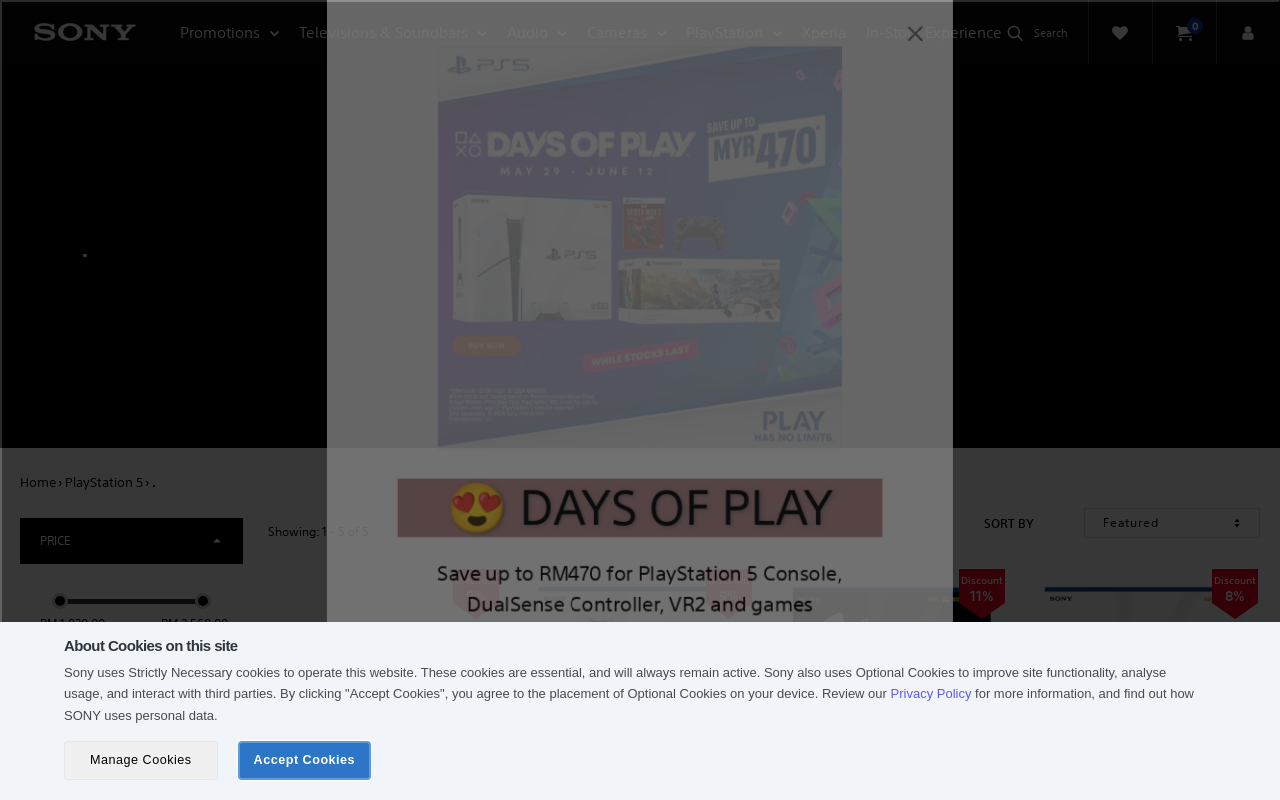 SONY
Promotions
Televisions & Soundbars
Audio
Cameras
PlayStation
Xperia
In-Store Experience
Search
0
PS5
DAYS OF PLAY
MAY 29 - JUNE 12
SAVE UP TO
MYR 470*
BUY NOW
WHILE STOCKS LAST
PLAY
HAS NO LIMITS.
Home › PlayStation 5 › .
PRICE
Showing: 1 - 5 of 5
SORT BY
Featured
😍 DAYS OF PLAY
Save up to RM470 for PlayStation 5 Console,
DualSense Controller, VR2 and games
Discount
11%
Discount
8%
SONY
SONY
About Cookies on this site
Sony uses Strictly Necessary cookies to operate this website. These cookies are essential, and will always remain active. Sony also uses Optional Cookies to improve site functionality, analyse
usage, and interact with third parties. By clicking "Accept Cookies", you agree to the placement of Optional Cookies on your device. Review our Privacy Policy for more information, and find out how
SONY uses personal data.
Manage Cookies
Accept Cookies